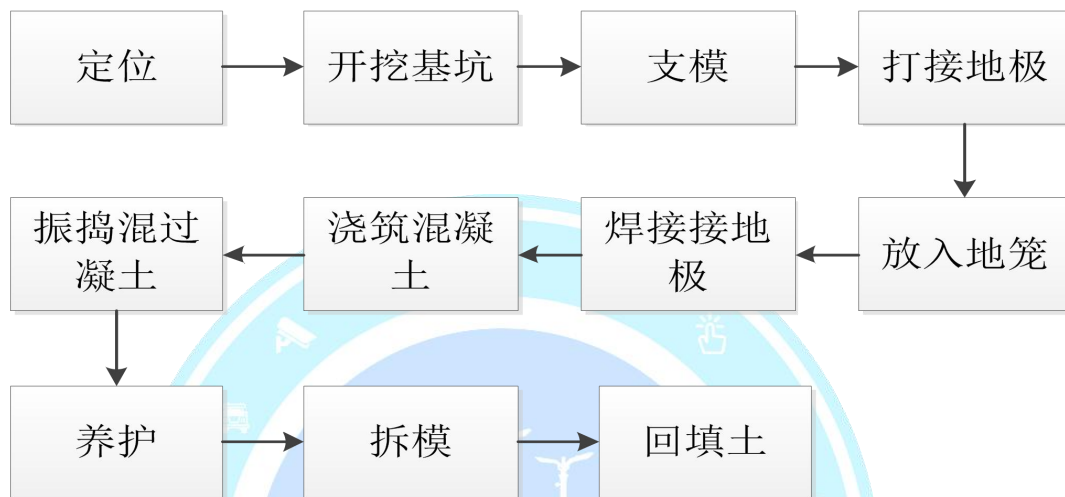 定位
开挖基坑
支模
打接地极
放入地笼
焊接接地
极
浇筑混凝
土
振捣混过
凝土
养护
拆模
回填土